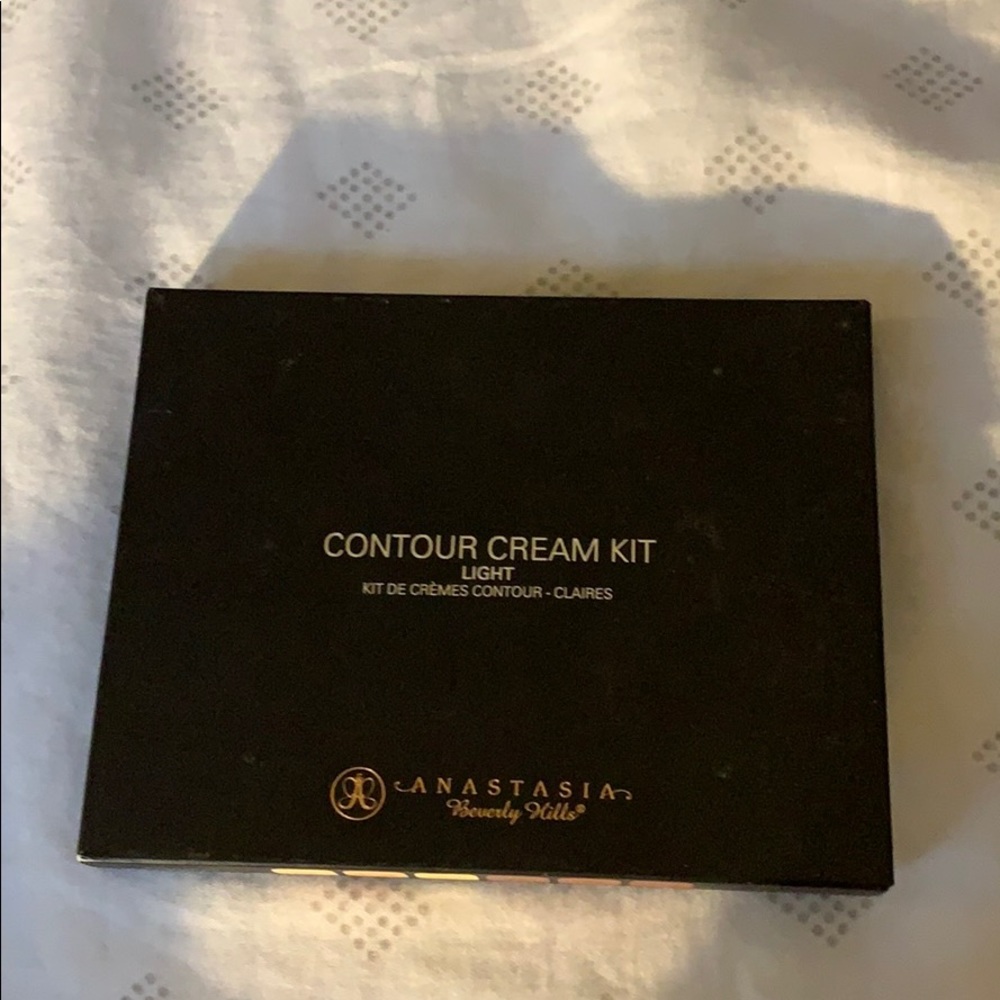 CONTOUR CREAM KIT
LIGHT
KIT DE CRÈMES CONTOUR - CLAIRES
ANASTASIA
Beverly Hills®